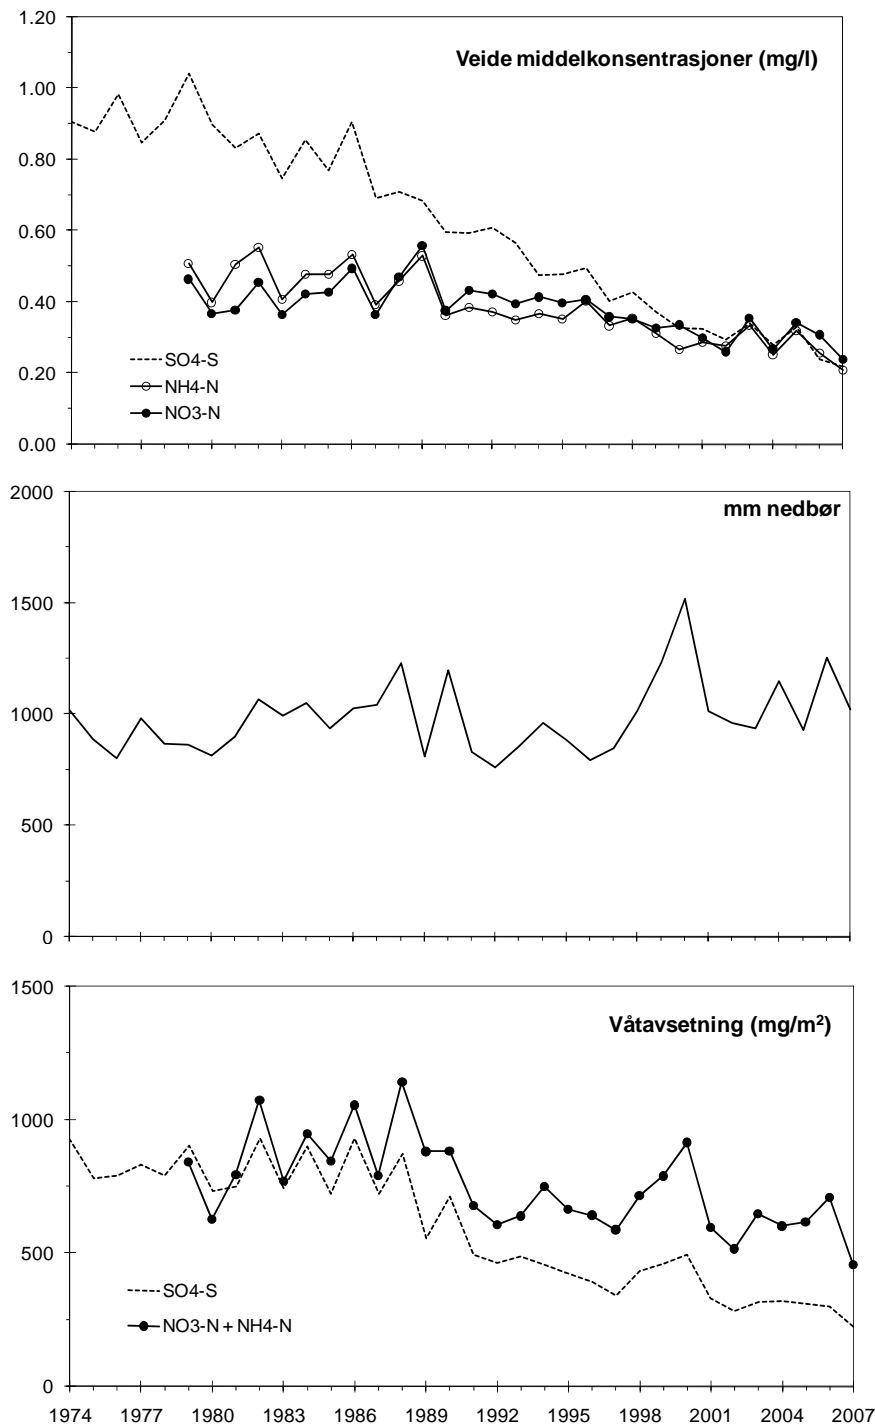 1.20
Veide middelkonsentrasjoner (mg/l)
1.00
0.80
0.60
0.40
SO4-S
0.20
NH4-N
NO3-N
0.00
2000
mm nedbør
1500
1000
500
0
1500
Våtavsetning (mg/m²)
1000
500
SO4-S
NO3-N + NH4-N
0
1974 1977 1980 1983 1986 1989 1992 1995 1998 2001 2004 2007